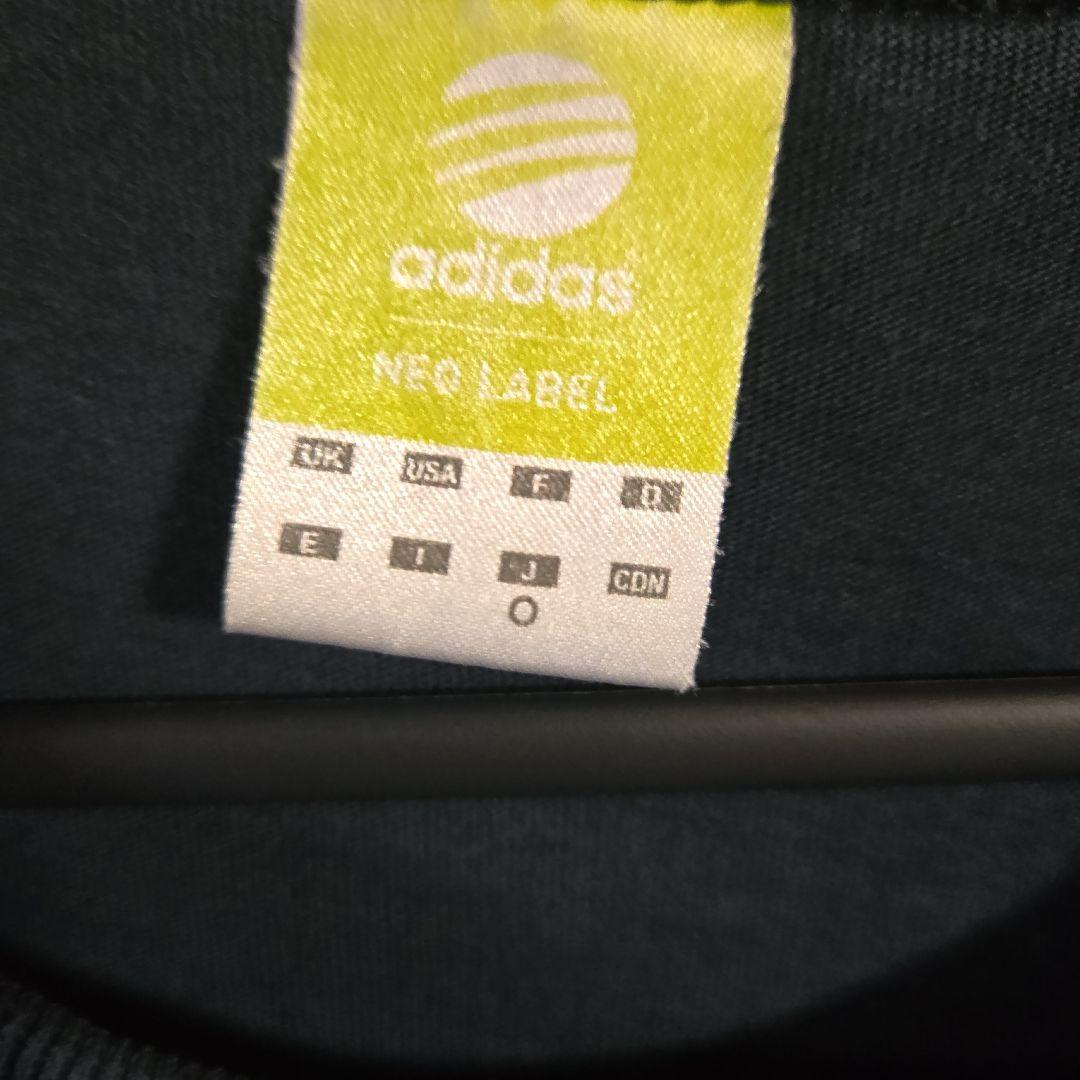 adidas
NEO LABEL
UK USA F D
E I J CDN
O